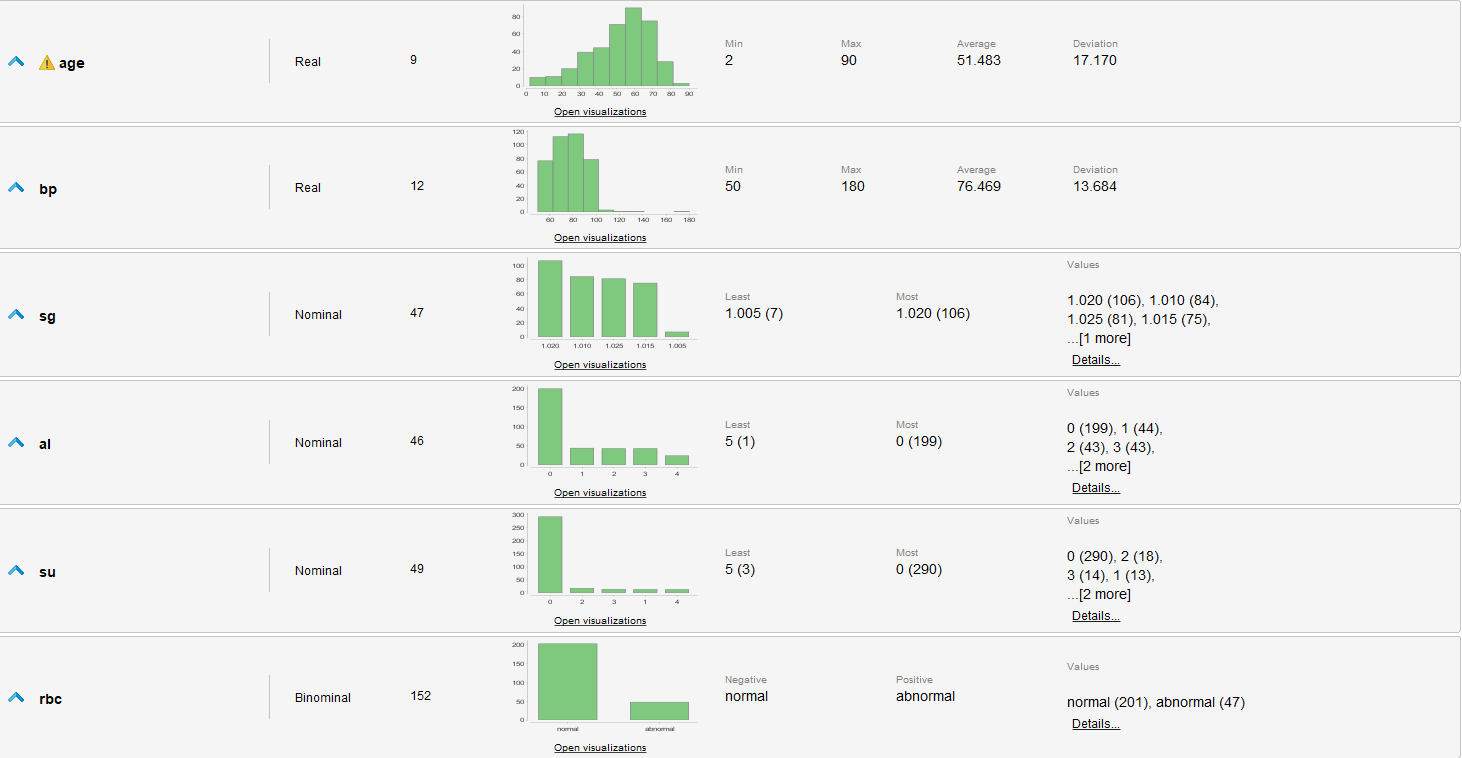 age Real 9 Min Max Average Deviation
2 90 51.483 17.170
80
60
40
20
0
0 10 20 30 40 50 60 70 80 90
Open visualizations
bp Real 12 Min Max Average Deviation
50 180 76.469 13.684
120
100
80
60
40
20
0
60 80 100 120 140 160 180
Open visualizations
sg Nominal 47 Least Most Values
1.005 (7) 1.020 (106)
1.020 (106), 1.010 (84),
1.025 (81), 1.015 (75),
...[1 more]
Details...
100
80
60
40
20
0
1.020 1.010 1.025 1.015 1.005
Open visualizations
al Nominal 46 Least Most Values
5 (1) 0 (199)
0 (199), 1 (44),
2 (43), 3 (43),
...[2 more]
Details...
200
150
100
50
0
0 1 2 3 4
Open visualizations
su Nominal 49 Least Most Values
5 (3) 0 (290)
0 (290), 2 (18),
3 (14), 1 (13),
...[2 more]
Details...
300
250
200
150
100
50
0
0 2 3 1 4
Open visualizations
rbc Binominal 152 Negative Positive Values
normal abnormal
normal (201), abnormal (47)
Details...
200
150
100
50
0
normal abnormal
Open visualizations